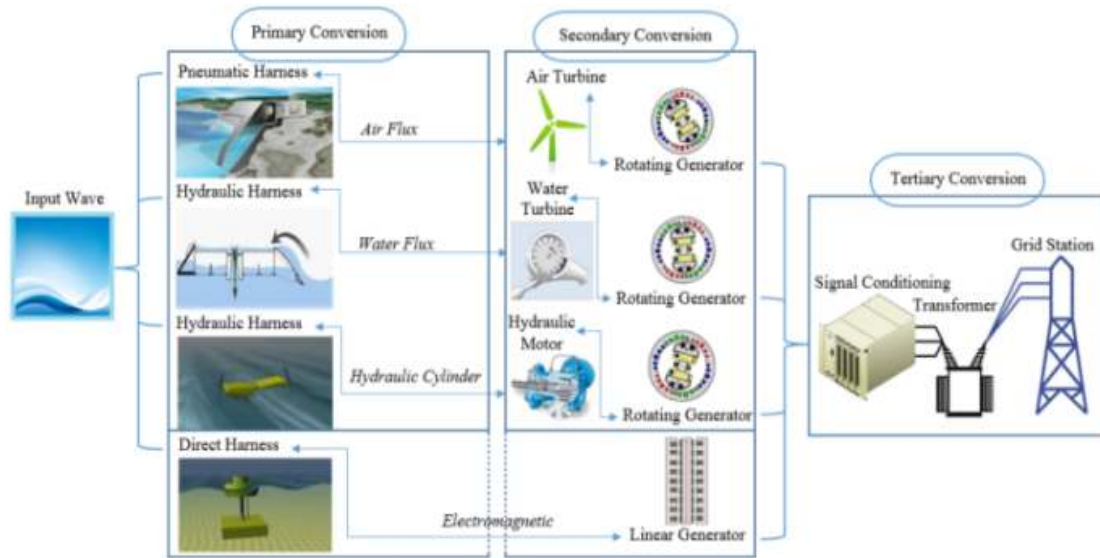 Primary Conversion
Secondary Conversion
Pneumatic Harness
Air Flux
Air Turbine
Rotating Generator
Input Wave
Hydraulic Harness
Water Flux
Water
Turbine
Rotating Generator
Hydraulic Harness
Hydraulic Cylinder
Hydraulic
Motor
Rotating Generator
Direct Harness
Electromagnetic
Linear Generator
Tertiary Conversion
Grid Station
Signal Conditioning
Transformer